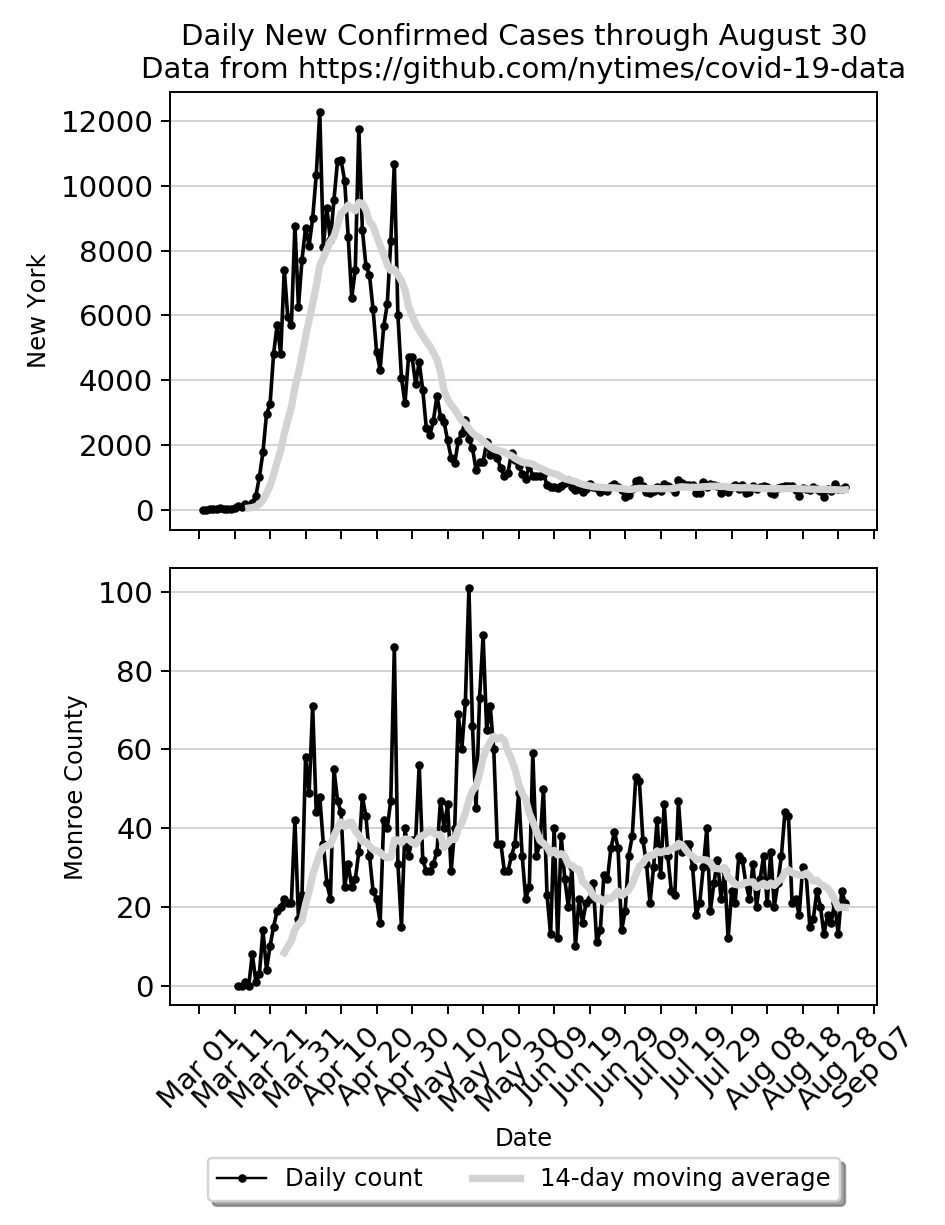 Daily New Confirmed Cases through August 30
Data from https://github.com/nytimes/covid-19-data
12000
10000
8000
6000
4000
2000
0
New York
100
80
60
40
20
0
Monroe County
Mar 01
Mar 11
Mar 21
Mar 31
Apr 10
Apr 20
Apr 30
May 10
May 20
May 30
Jun 09
Jun 19
Jun 29
Jul 09
Jul 19
Jul 29
Aug 08
Aug 18
Aug 28
Sep 07
Date
Daily count
14-day moving average